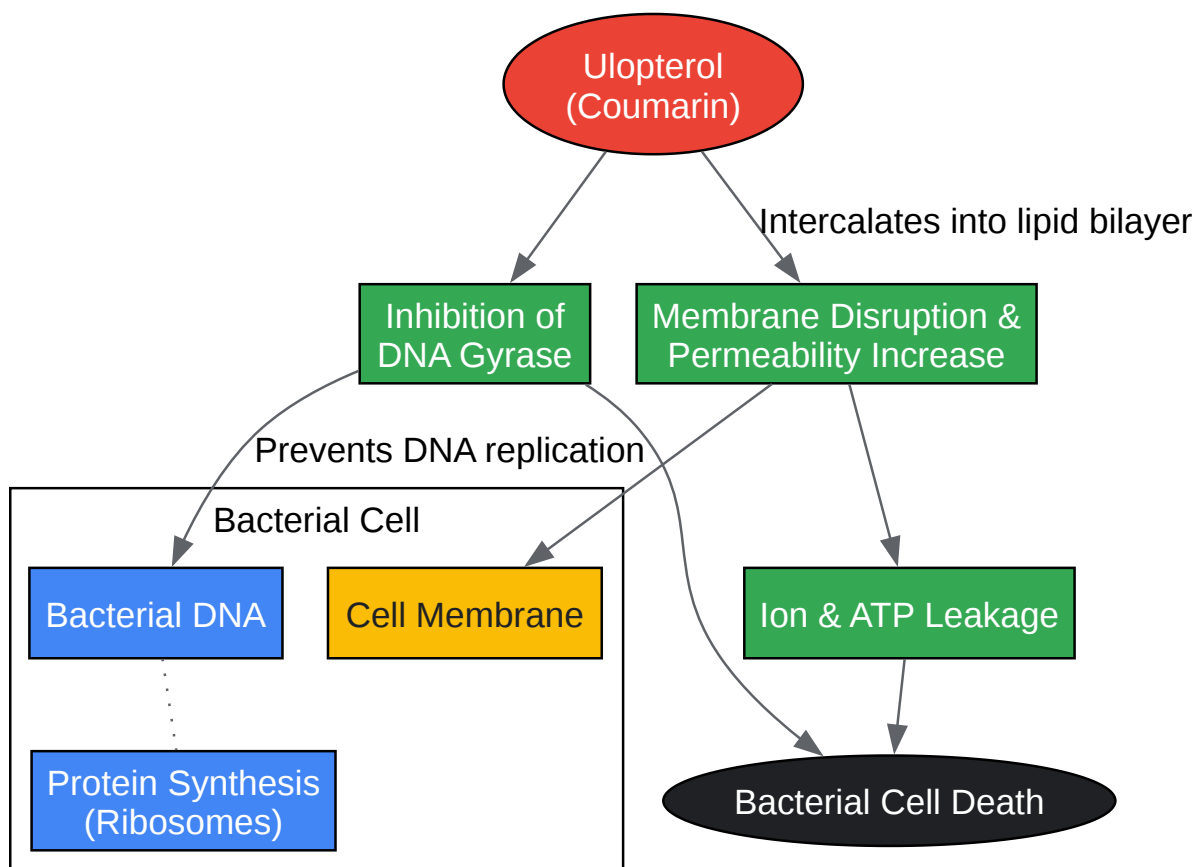 Ulopterol
(Coumarin)
Intercalates into lipid bilayer
Inhibition of
DNA Gyrase
Membrane Disruption &
Permeability Increase
Prevents DNA replication
Bacterial Cell
Bacterial DNA
Cell Membrane
Ion & ATP Leakage
Protein Synthesis
(Ribosomes)
Bacterial Cell Death